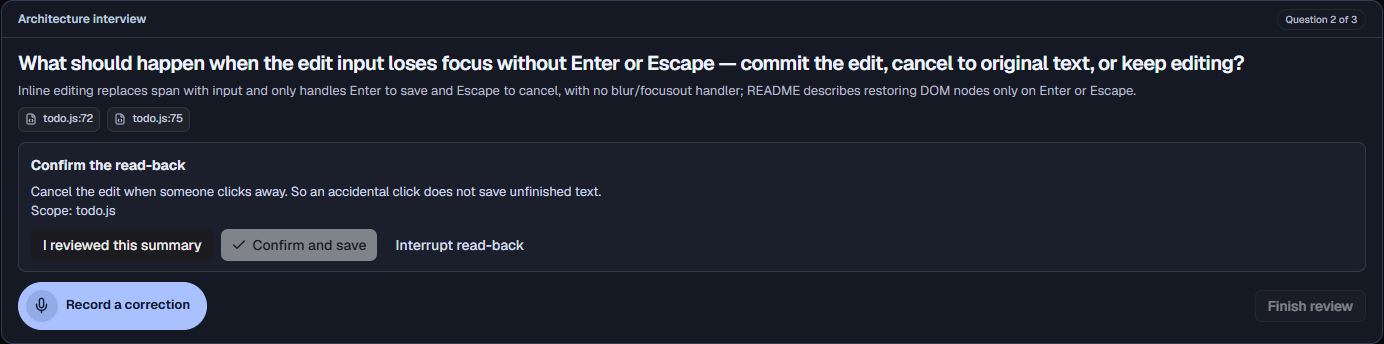 Architecture interview
Question 2 of 3
What should happen when the edit input loses focus without Enter or Escape — commit the edit, cancel to original text, or keep editing?
Inline editing replaces span with input and only handles Enter to save and Escape to cancel, with no blur/focusout handler; README describes restoring DOM nodes only on Enter or Escape.
todo.js:72
todo.js:75
Confirm the read-back
Cancel the edit when someone clicks away. So an accidental click does not save unfinished text.
Scope: todo.js
I reviewed this summary
Confirm and save
Interrupt read-back
Record a correction
Finish review